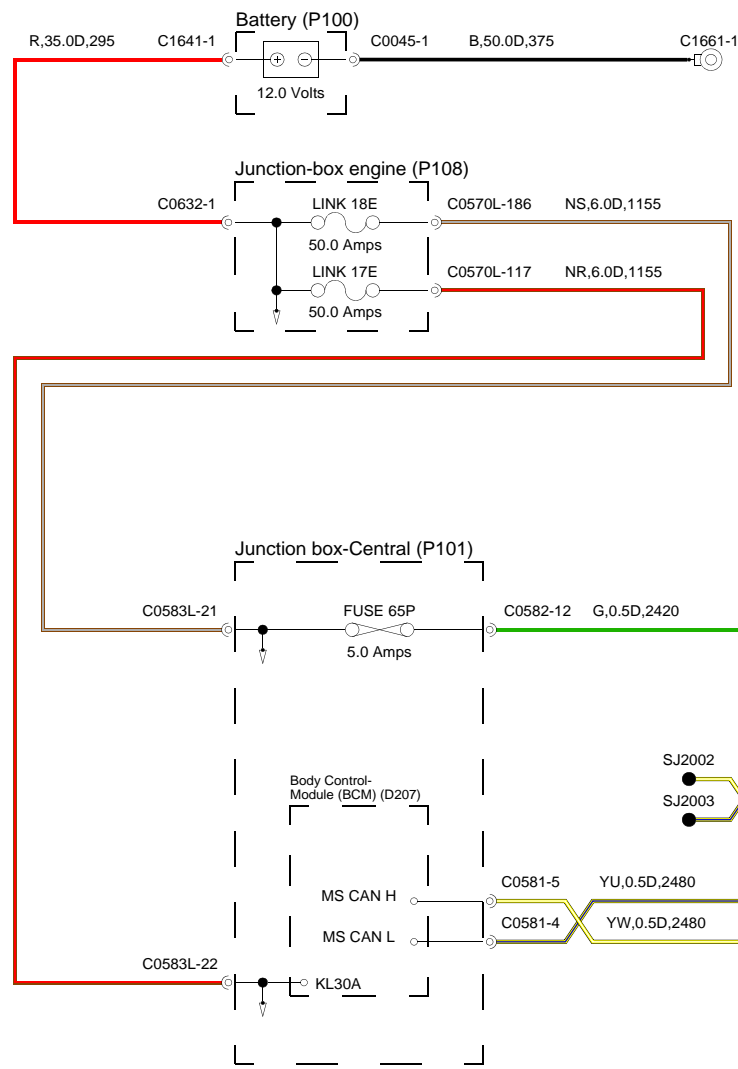 Battery (P100)
R,35.0D,295
C1641-1
C0045-1
B,50.0D,375
C1661-1
12.0 Volts
Junction-box engine (P108)
C0632-1
LINK 18E
C0570L-186
NS,6.0D,1155
50.0 Amps
LINK 17E
C0570L-117
NR,6.0D,1155
50.0 Amps
Junction box-Central (P101)
C0583L-21
FUSE 65P
C0582-12
G,0.5D,2420
5.0 Amps
SJ2002
Body Control-
Module (BCM) (D207)
SJ2003
MS CAN H
C0581-5
YU,0.5D,2480
MS CAN L
C0581-4
YW,0.5D,2480
C0583L-22
KL30A